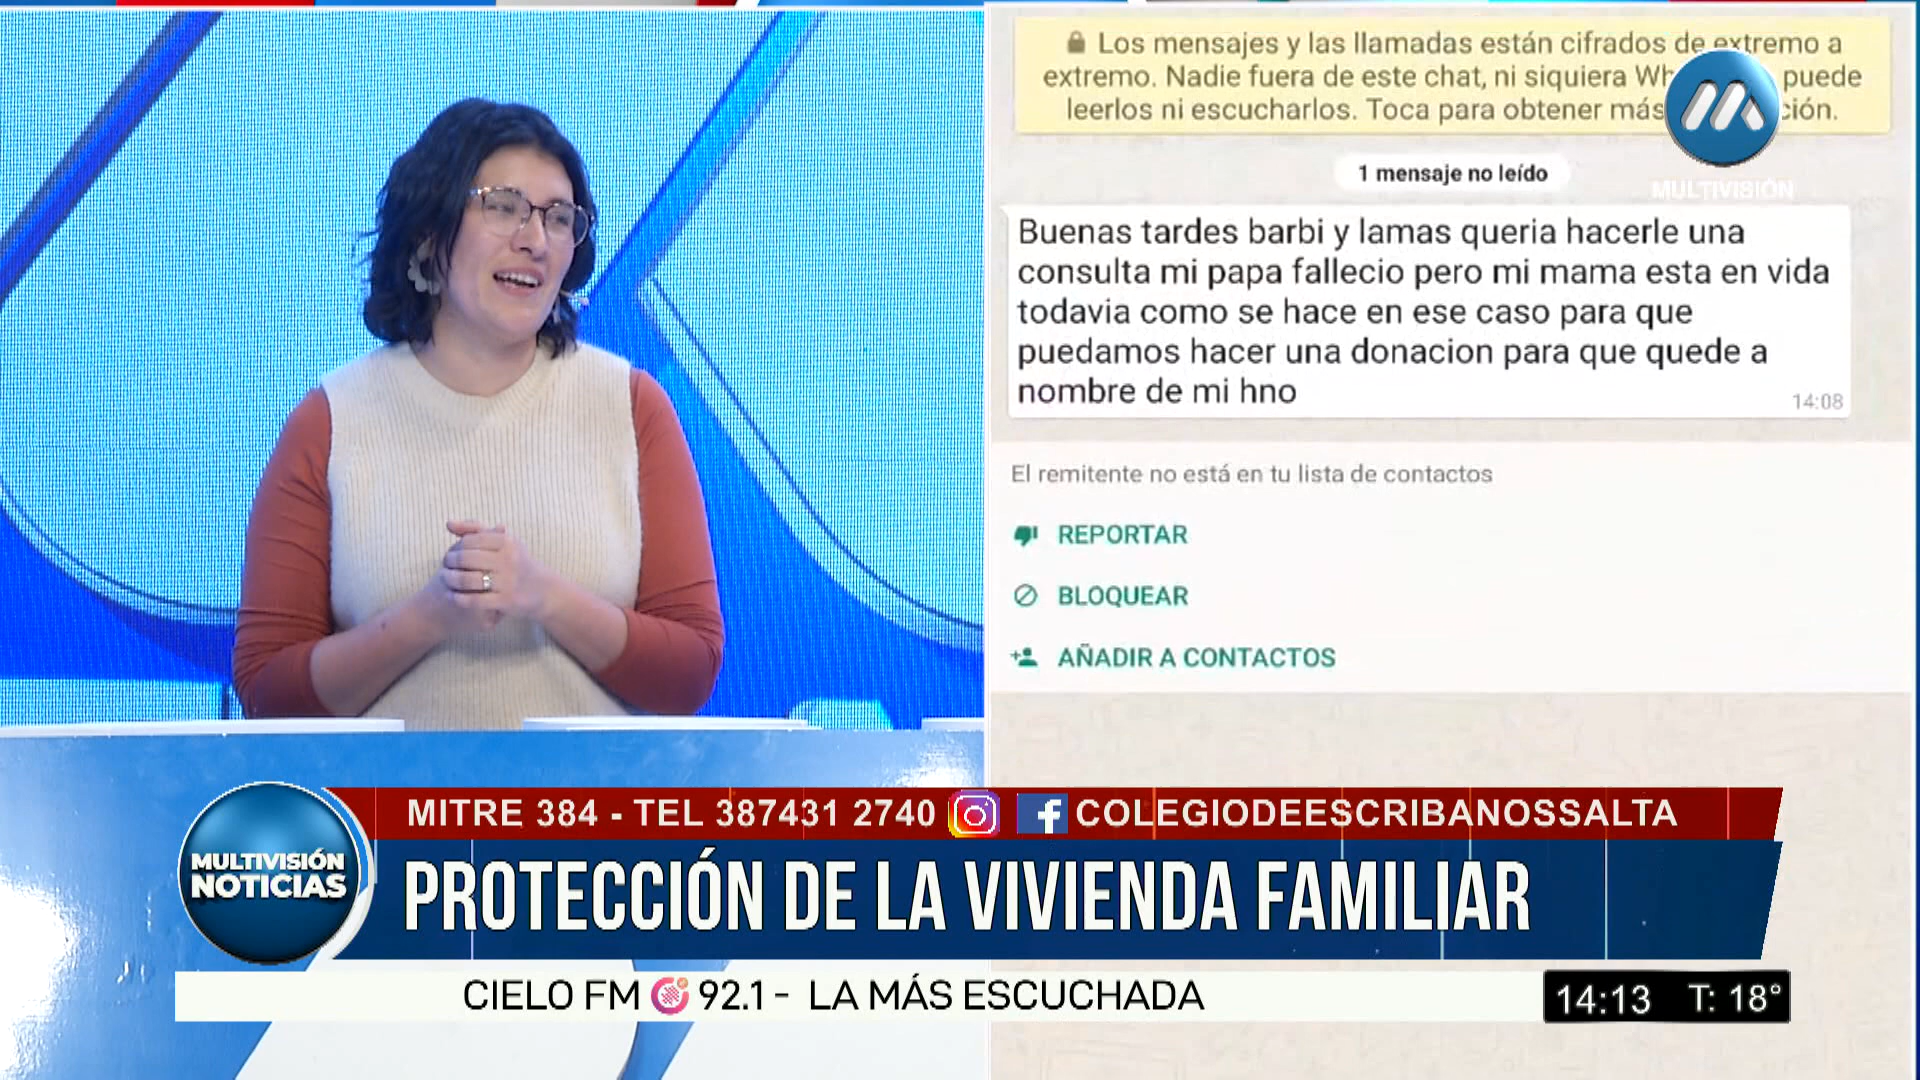 Los mensajes y las llamadas están cifrados de extremo a
extremo. Nadie fuera de este chat, ni siquiera puede
leerlos ni escucharlos. Toca para obtener más
MULTIVISIÓN
1 mensaje no leído
Buenas tardes barbi y lamas queria hacerle una
consulta mi papa fallecio pero mi mama esta en vida
todavia como se hace en ese caso para que
puedamos hacer una donacion para que quede a
nombre de mi hno
14:08
El remitente no está en tu lista de contactos
REPORTAR
BLOQUEAR
AÑADIR A CONTACTOS
MITRE 384 - TEL 387431 2740 COLEGIODEESCRIBANOSSALTA
MULTIVISIÓN
NOTICIAS
PROTECCIÓN DE LA VIVIENDA FAMILIAR
CIELO FM 92.1 - LA MÁS ESCUCHADA
14:13 T: 18°